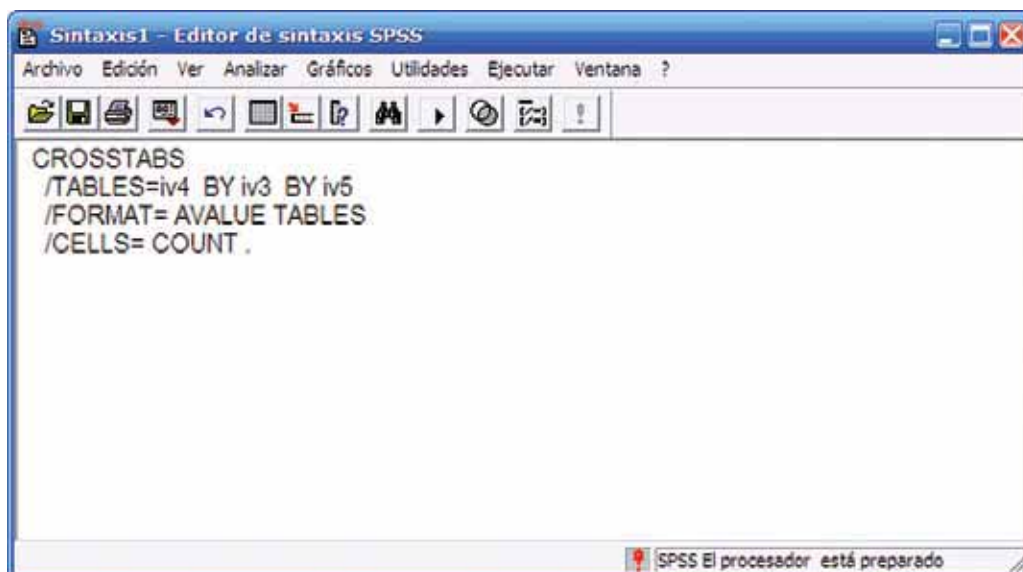 Sintaxis1 - Editor de sintaxis SPSS
Archivo Edición Ver Analizar Gráficos Utilidades Ejecutar Ventana ?
CROSSTABS
/TABLES=iv4 BY iv3 BY iv5
/FORMAT= AVALUE TABLES
/CELLS= COUNT .
SPSS El procesador está preparado